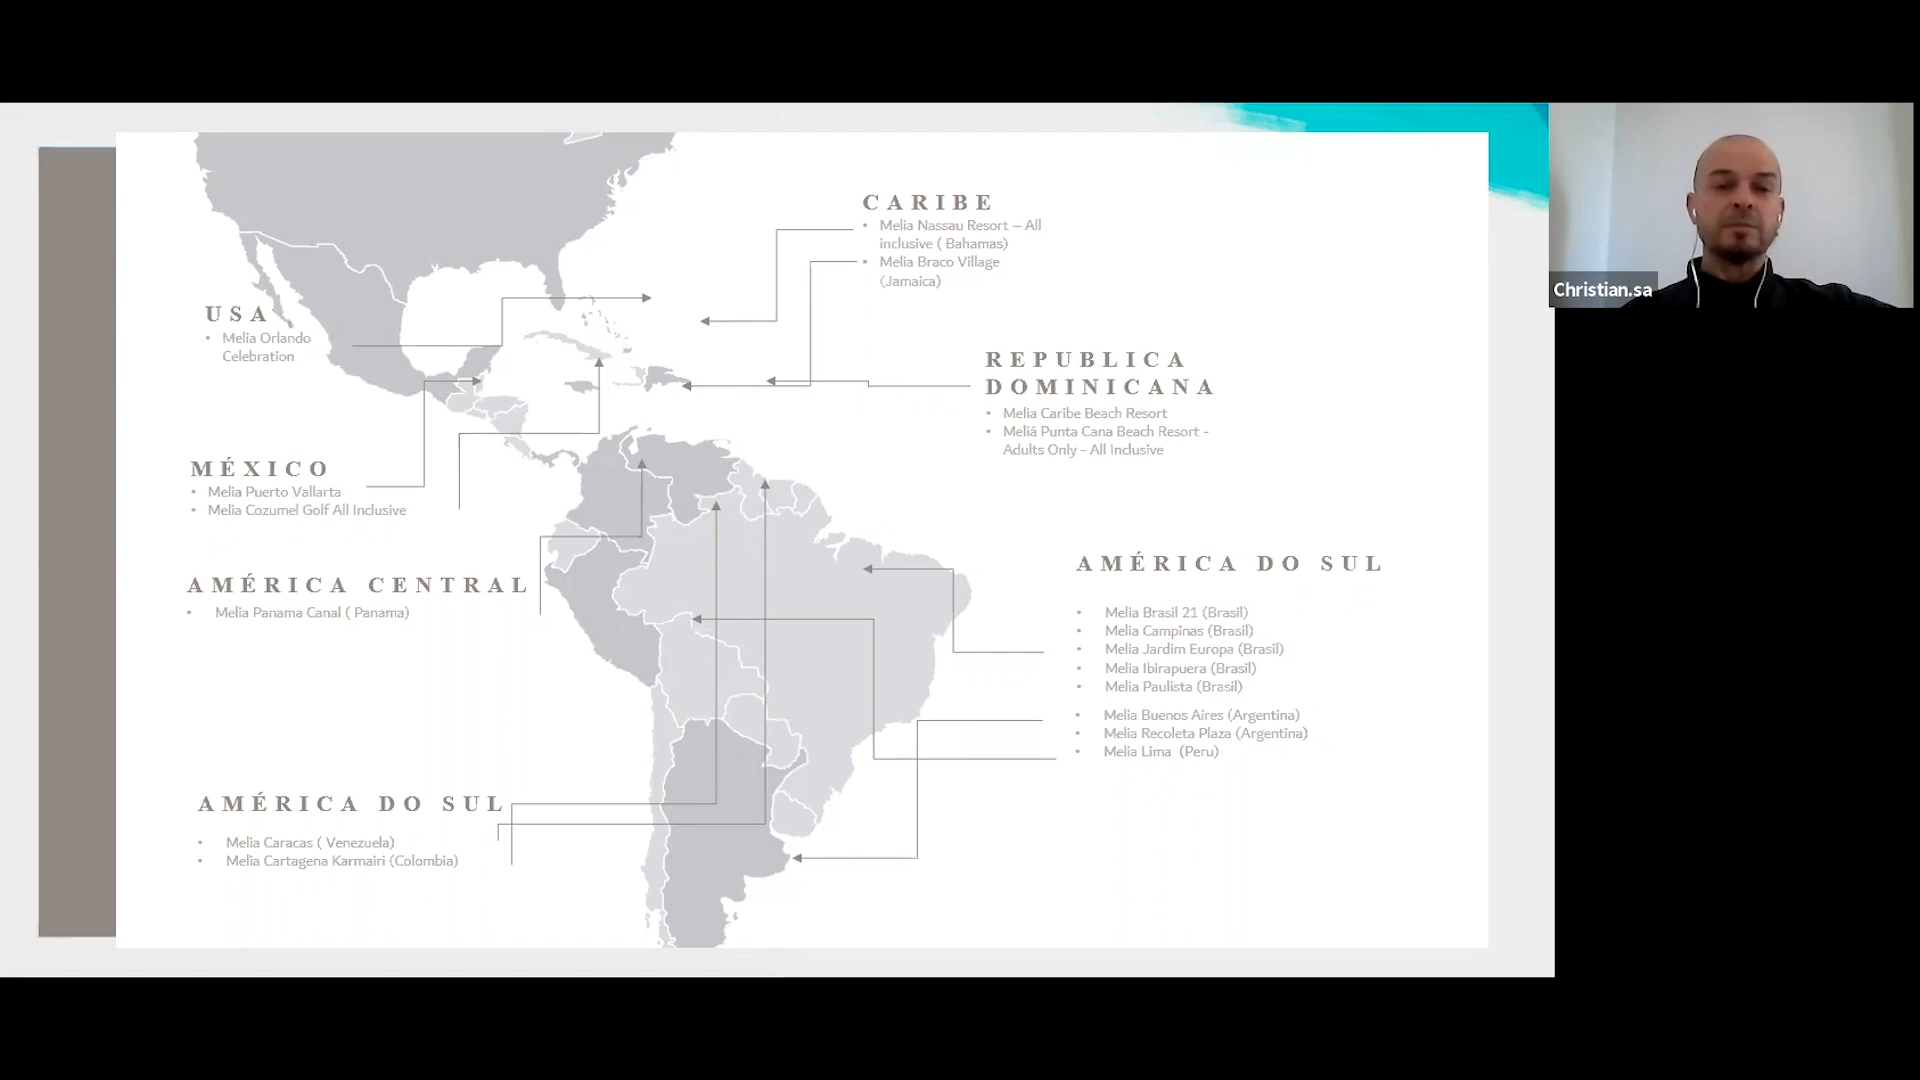 CARIBE
• Melia Nassau Resort – All
inclusive ( Bahamas)
• Melia Braco Village
(Jamaica)
Christian.sa
USA
• Melia Orlando
Celebration
REPUBLICA
DOMINICANA
• Melia Caribe Beach Resort
• Meliá Punta Cana Beach Resort -
Adults Only - All Inclusive
MÉXICO
• Melia Puerto Vallarta
• Melia Cozumel Golf All Inclusive
AMÉRICA CENTRAL
• Melia Panama Canal ( Panama)
AMÉRICA DO SUL
• Melia Brasil 21 (Brasil)
• Melia Campinas (Brasil)
• Melia Jardim Europa (Brasil)
• Melia Ibirapuera (Brasil)
• Melia Paulista (Brasil)
• Melia Buenos Aires (Argentina)
• Melia Recoleta Plaza (Argentina)
• Melia Lima (Peru)
AMÉRICA DO SUL
• Melia Caracas ( Venezuela)
• Melia Cartagena Karmairi (Colombia)